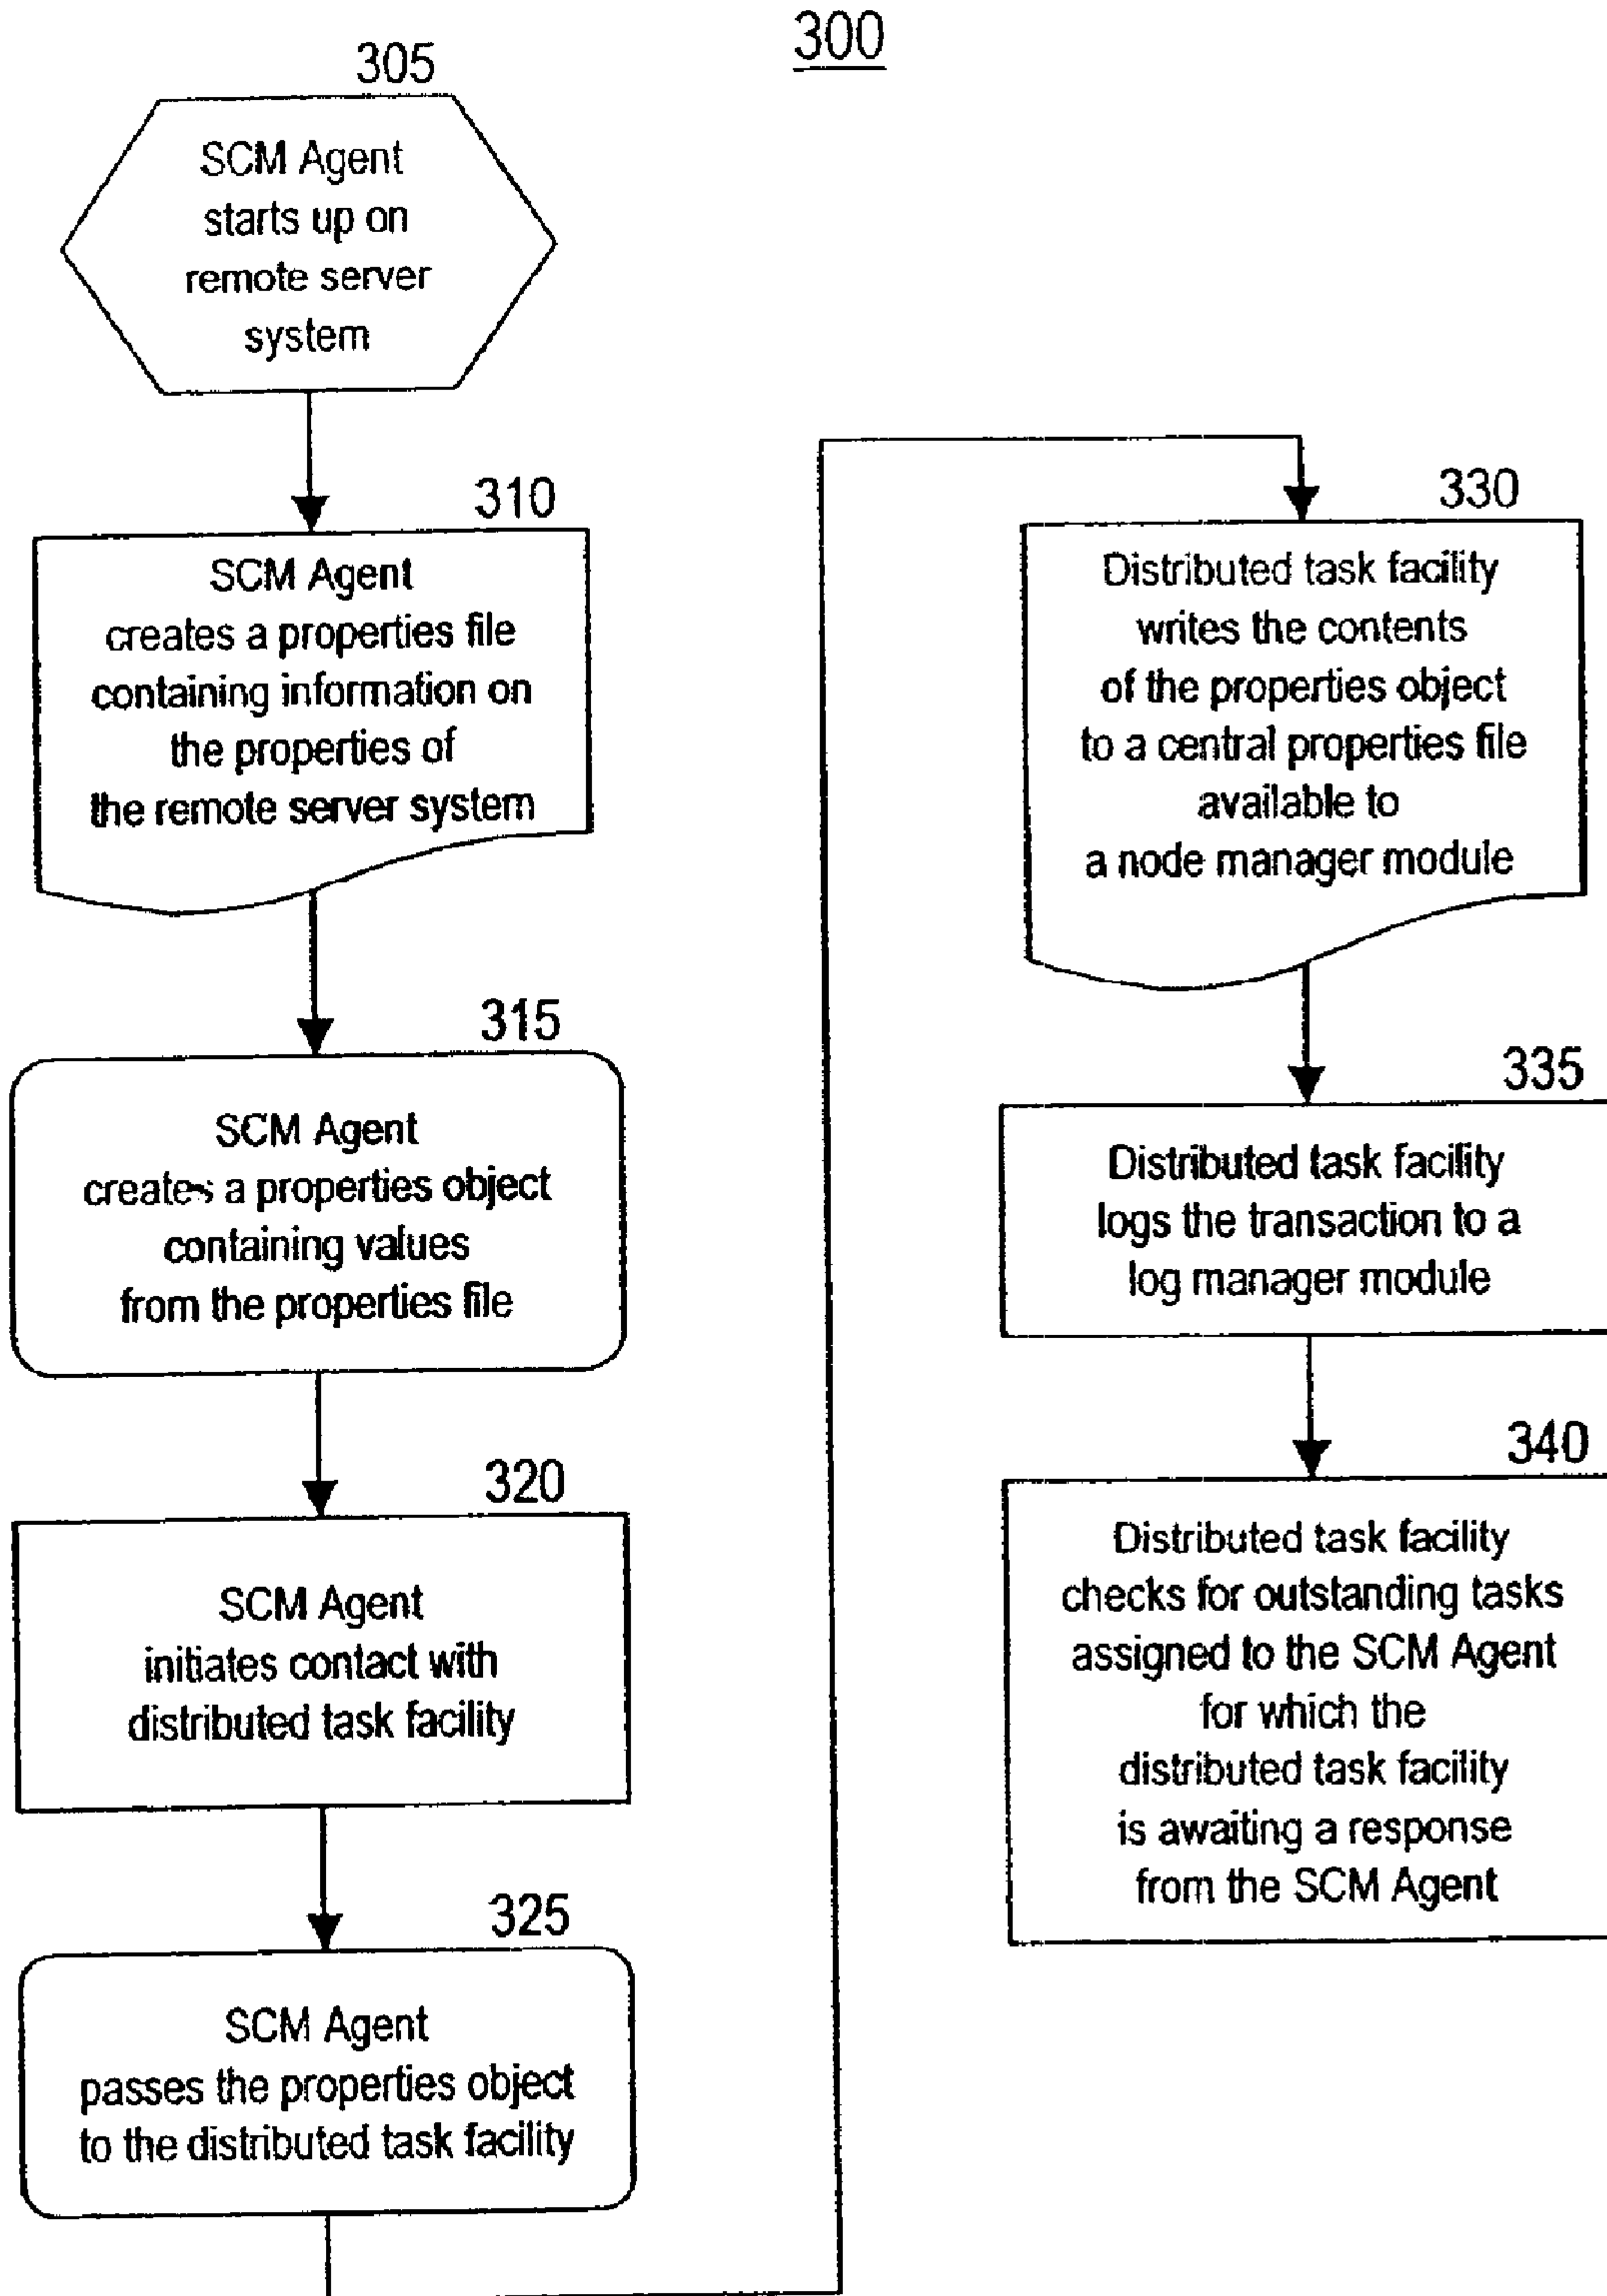 300
305
SCM Agent
starts up on
remote server
system
310
SCM Agent
creates a properties file
containing information on
the properties of
the remote server system
315
SCM Agent
creates a properties object
containing values
from the properties file
320
SCM Agent
initiates contact with
distributed task facility
325
SCM Agent
passes the properties object
to the distributed task facility
330
Distributed task facility
writes the contents
of the properties object
to a central properties file
available to
a node manager module
335
Distributed task facility
logs the transaction to a
log manager module
340
Distributed task facility
checks for outstanding tasks
assigned to the SCM Agent
for which the
distributed task facility
is awaiting a response
from the SCM Agent